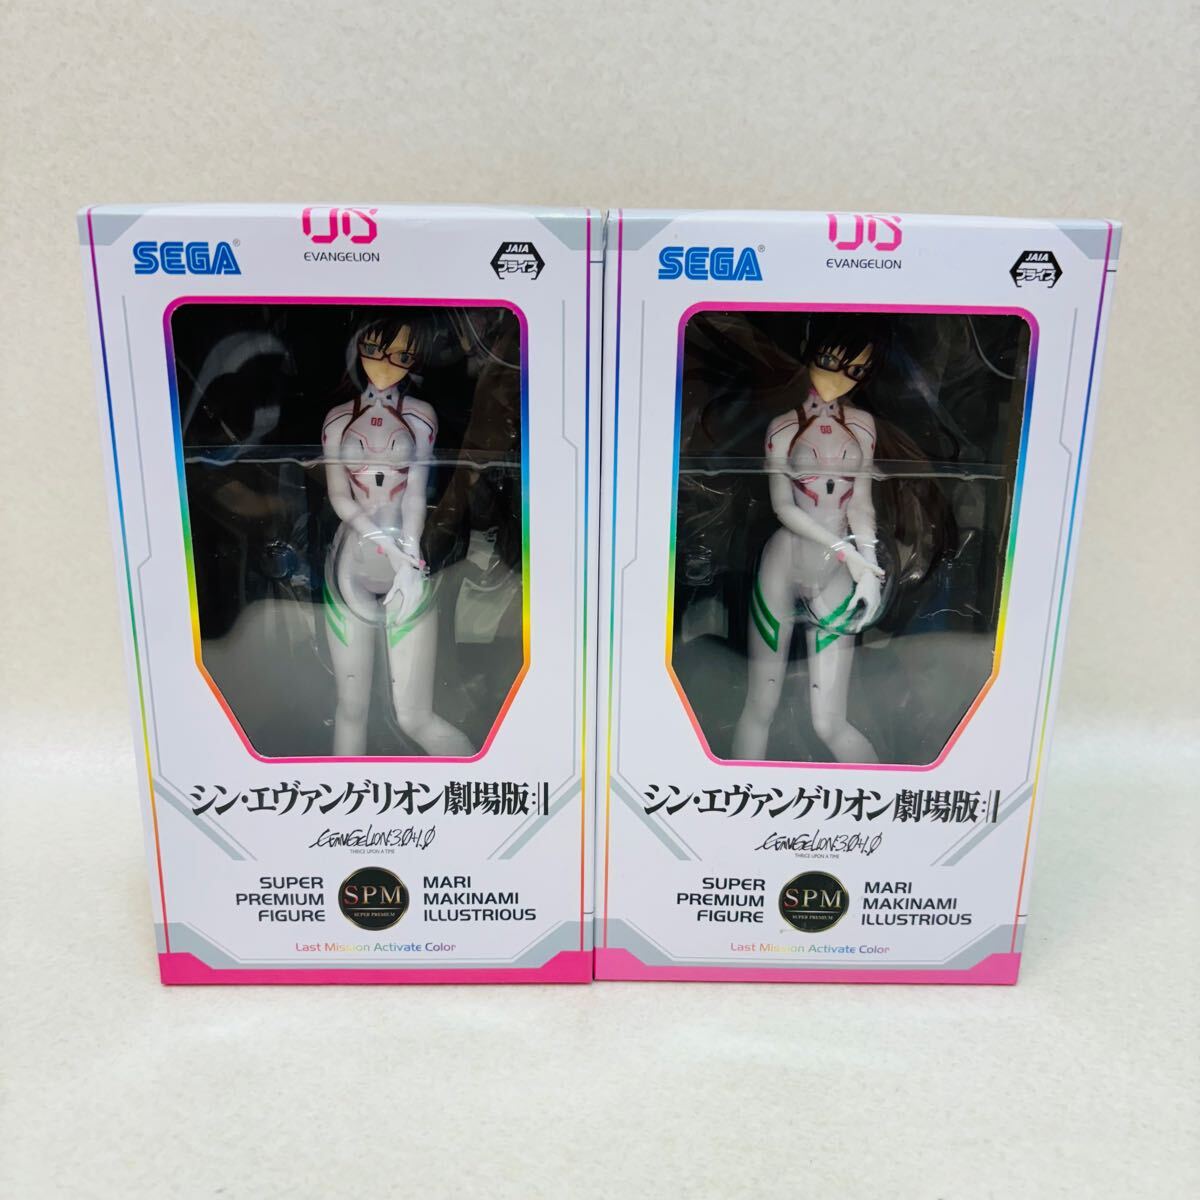 SEGA®
08
EVANGELION
JAIA
プライズ
08
シン・エヴァンゲリオン劇場版:||
EVANGELION:3.0+1.0
THRICE UPON A TIME
SUPER
PREMIUM
FIGURE
SPM
SUPER PREMIUM
MARI
MAKINAMI
ILLUSTRIOUS
Last Mission Activate Color
SEGA®
08
EVANGELION
JAIA
プライズ
08
シン・エヴァンゲリオン劇場版:||
EVANGELION:3.0+1.0
THRICE UPON A TIME
SUPER
PREMIUM
FIGURE
SPM
SUPER PREMIUM
MARI
MAKINAMI
ILLUSTRIOUS
Last Mission Activate Color